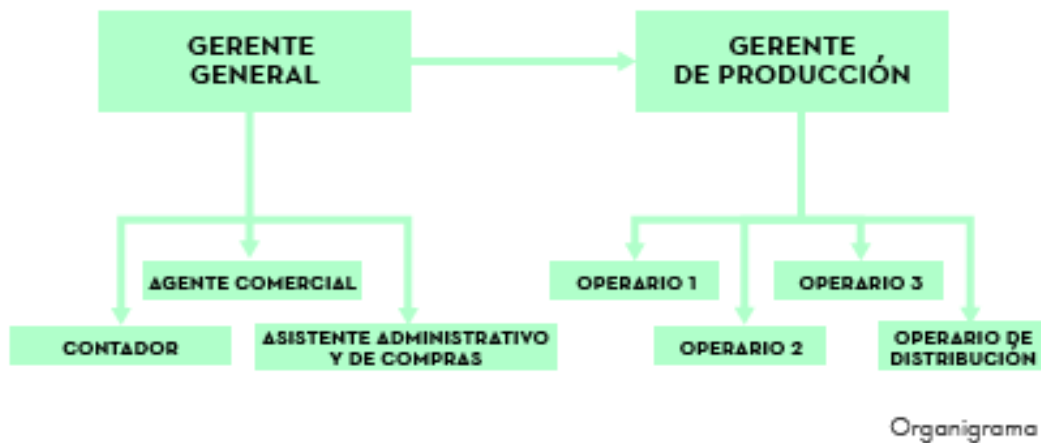 GERENTE
GENERAL
GERENTE
DE PRODUCCIÓN
AGENTE COMERCIAL
OPERARIO 1
OPERARIO 3
CONTADOR
ASISTENTE ADMINISTRATIVO
Y DE COMPRAS
OPERARIO 2
OPERARIO DE
DISTRIBUCIÓN
Organigrama